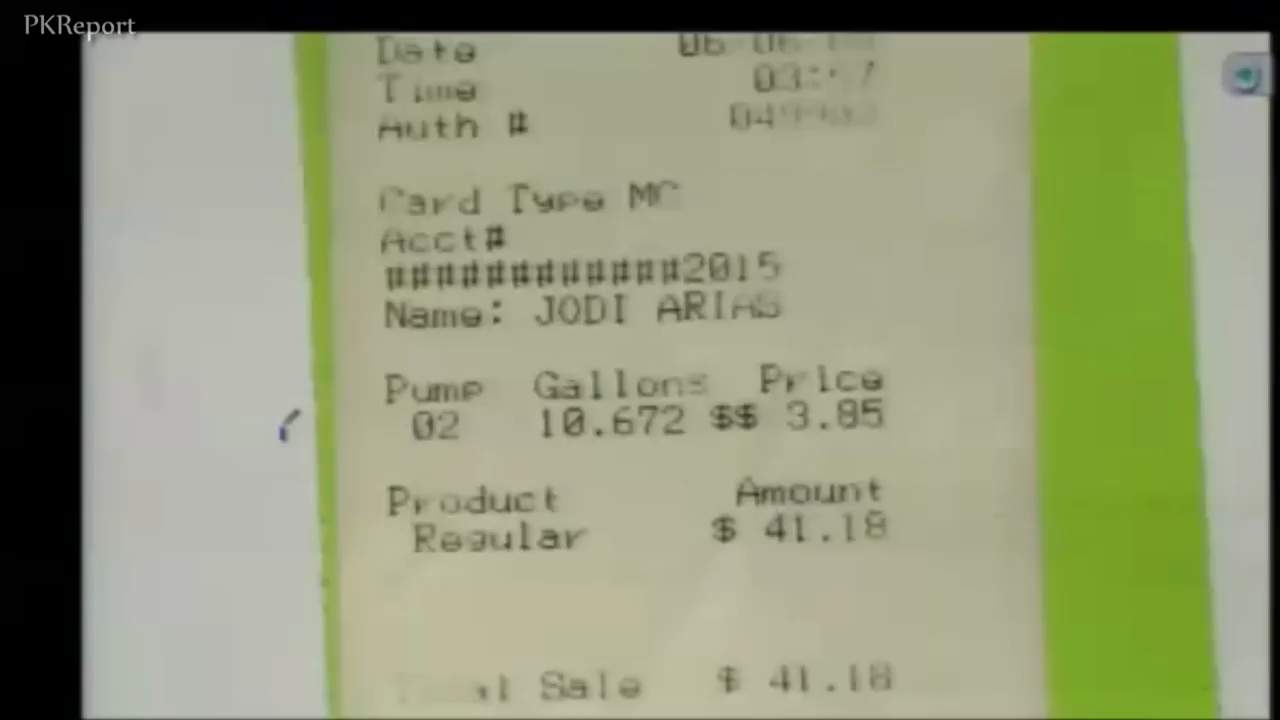 PKReport
Date
Time
Auth #
Card Type MC
Acct#
############2015
Name: JODI ARIAS
Pump Gallons Price
02 10.672 $$ 3.85
Product Amount
Regular $ 41.18
Sale $ 41.18